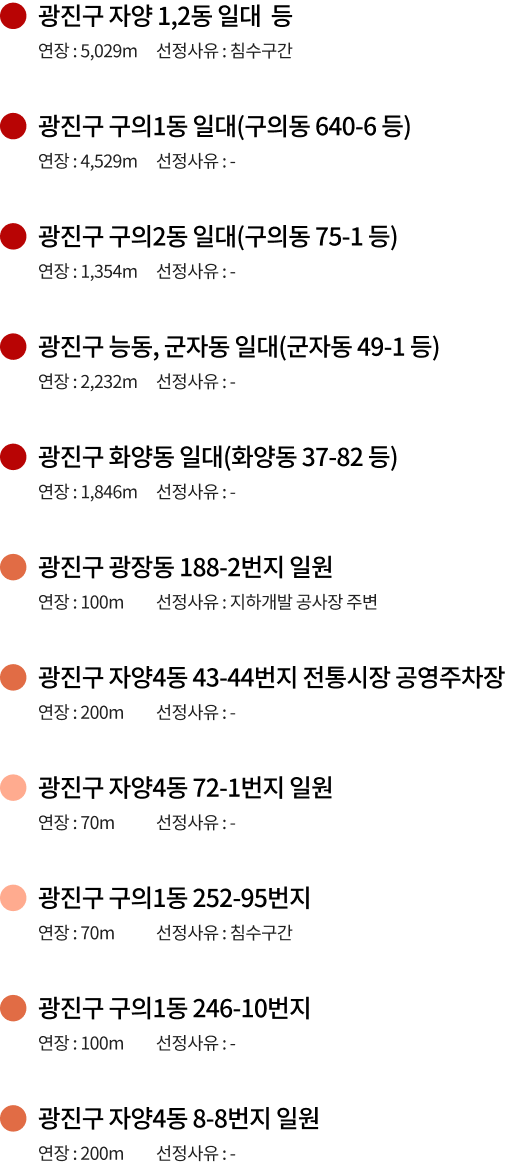 광진구 자양 1,2동 일대 등
연장 : 5,029m 선정사유 : 침수구간
광진구 구의1동 일대(구의동 640-6 등)
연장 : 4,529m 선정사유 : -
광진구 구의2동 일대(구의동 75-1 등)
연장 : 1,354m 선정사유 : -
광진구 능동, 군자동 일대(군자동 49-1 등)
연장 : 2,232m 선정사유 : -
광진구 화양동 일대(화양동 37-82 등)
연장 : 1,846m 선정사유 : -
광진구 광장동 188-2번지 일원
연장 : 100m 선정사유 : 지하개발 공사장 주변
광진구 자양4동 43-44번지 전통시장 공영주차장
연장 : 200m 선정사유 : -
광진구 자양4동 72-1번지 일원
연장 : 70m 선정사유 : -
광진구 구의1동 252-95번지
연장 : 70m 선정사유 : 침수구간
광진구 구의1동 246-10번지
연장 : 100m 선정사유 : -
광진구 자양4동 8-8번지 일원
연장 : 200m 선정사유 : -